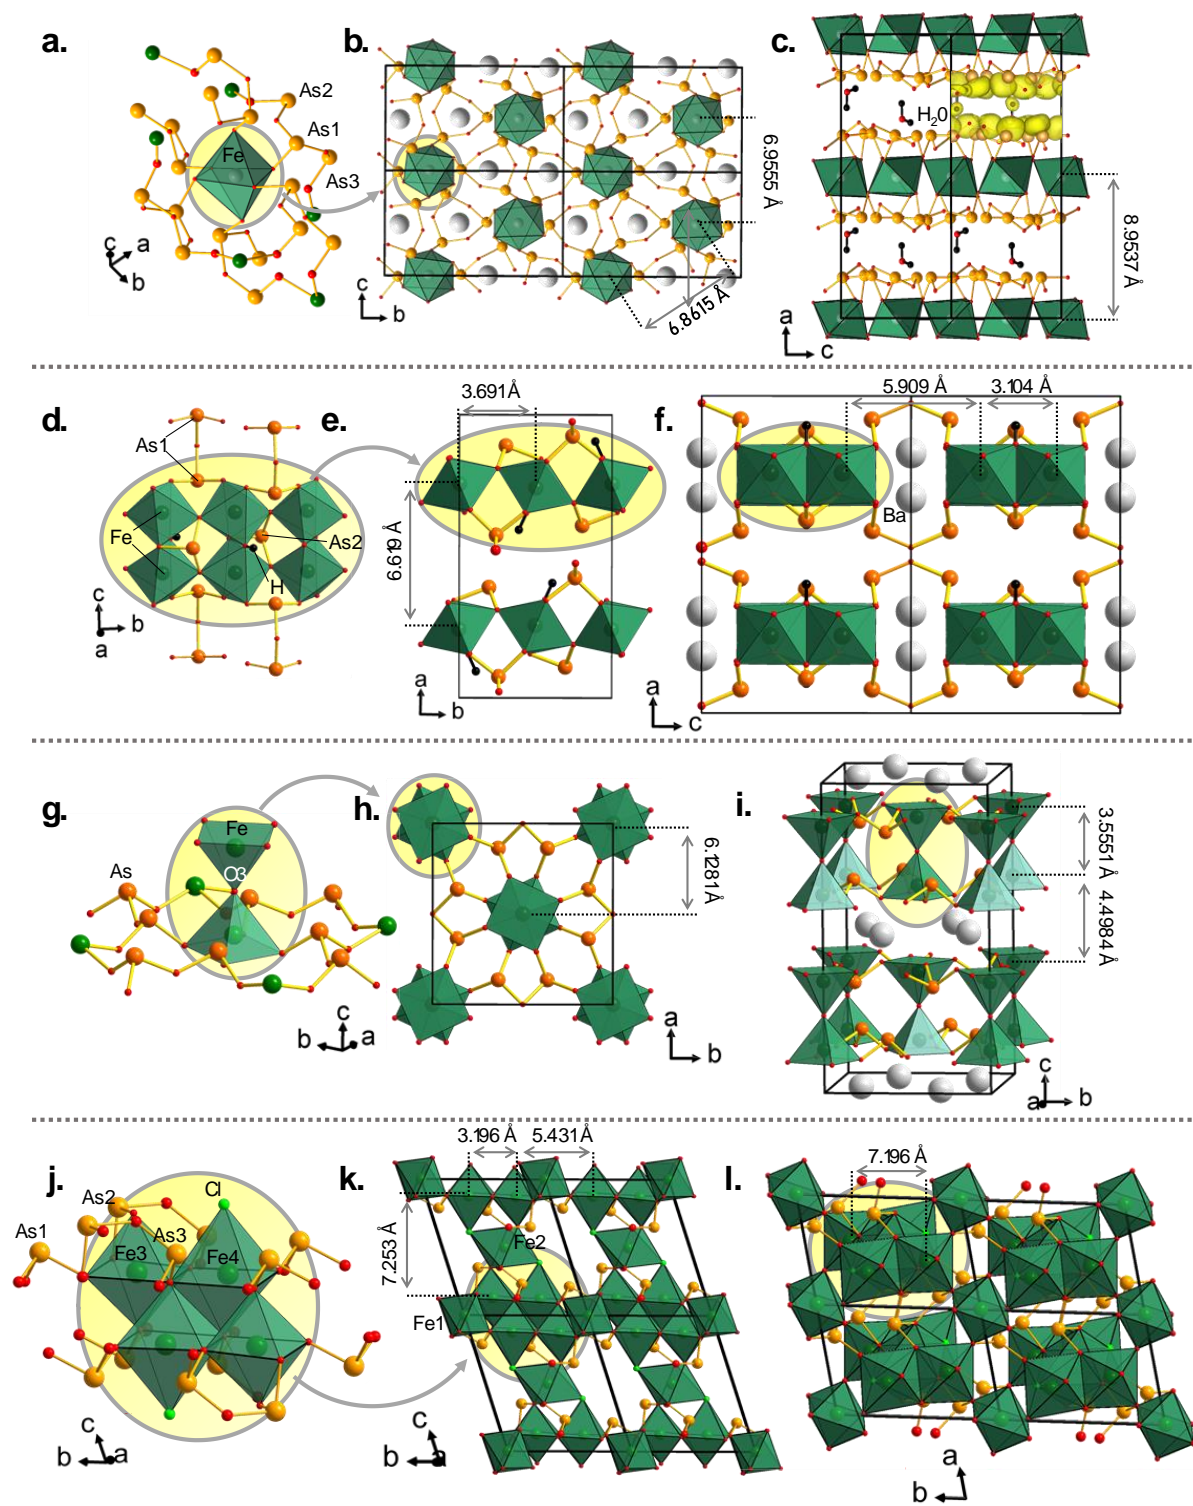 a.
As2
As1
Fe
As3
c
a
b
b.
6.9555 Å
6.8615 Å
c
b
c.
H₂0
8.9537 Å
a
c
d.
As1
Fe
As2
H
c
b
a
e.
3.691Å
6.619 Å
a
b
f.
5.909 Å
3.104 Å
Ba
a
c
g.
Fe
O3
As
c
b
a
h.
6.1281Å
a
b
i.
3.5551 Å
4.4984 Å
c
a
b
j.
Cl
As2
As1
As3
Fe3
Fe4
c
b
a
k.
3.196 Å
5.431Å
7.253 Å
Fe2
Fe1
c
b
a
l.
7.196 Å
a
b